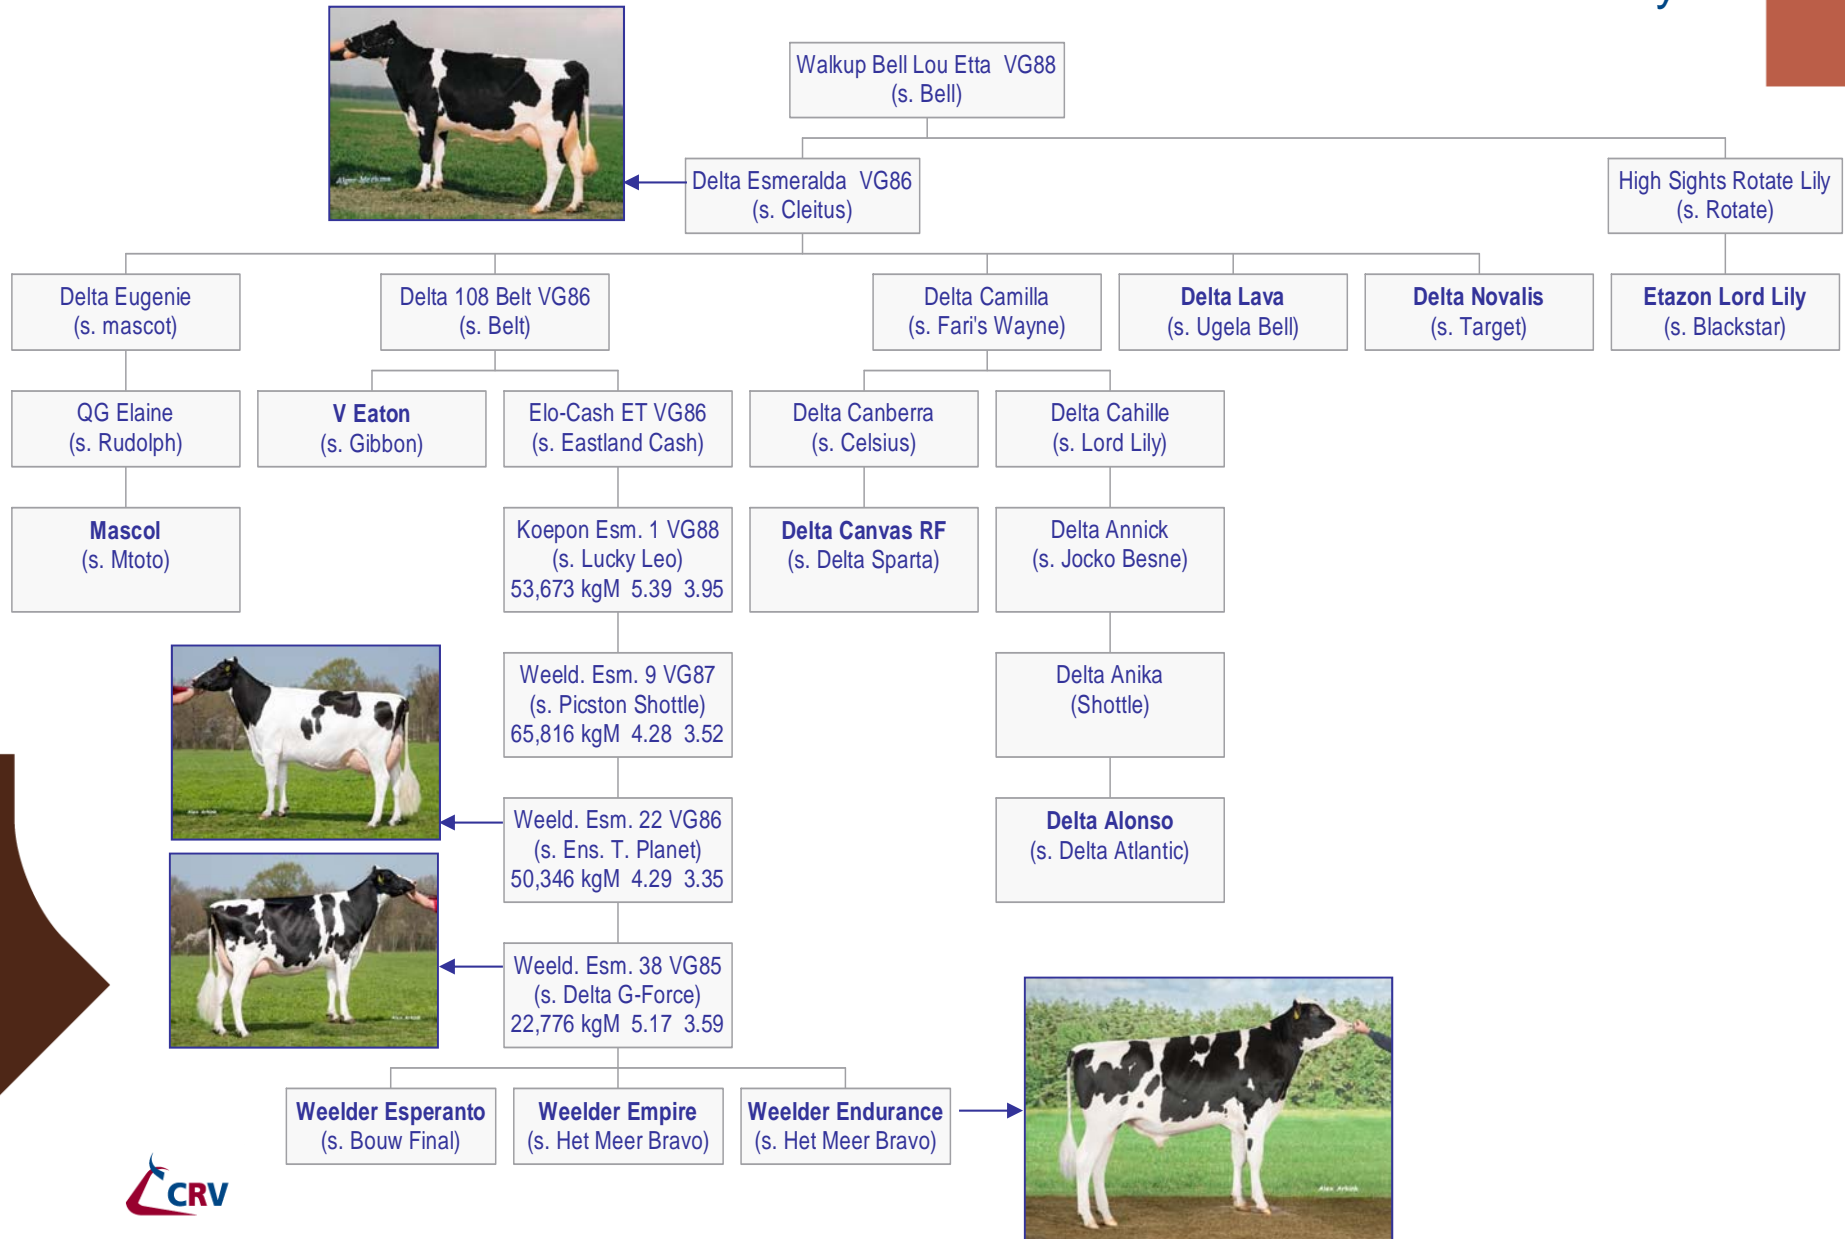 y
Walkup Bell Lou Etta VG88
(s. Bell)
Delta Esmeralda VG86
(s. Cleitus)
High Sights Rotate Lily
(s. Rotate)
Delta Eugenie
(s. mascot)
Delta 108 Belt VG86
(s. Belt)
Delta Camilla
(s. Fari's Wayne)
Delta Lava
(s. Ugela Bell)
Delta Novalis
(s. Target)
Etazon Lord Lily
(s. Blackstar)
QG Elaine
(s. Rudolph)
V Eaton
(s. Gibbon)
Elo-Cash ET VG86
(s. Eastland Cash)
Delta Canberra
(s. Celsius)
Delta Cahille
(s. Lord Lily)
Mascol
(s. Mtoto)
Koepon Esm. 1 VG88
(s. Lucky Leo)
53,673 kgM 5.39 3.95
Delta Canvas RF
(s. Delta Sparta)
Delta Annick
(s. Jocko Besne)
Weeld. Esm. 9 VG87
(s. Picston Shottle)
65,816 kgM 4.28 3.52
Delta Anika
(Shottle)
Weeld. Esm. 22 VG86
(s. Ens. T. Planet)
50,346 kgM 4.29 3.35
Delta Alonso
(s. Delta Atlantic)
Weeld. Esm. 38 VG85
(s. Delta G-Force)
22,776 kgM 5.17 3.59
Weelder Esperanto
(s. Bouw Final)
Weelder Empire
(s. Het Meer Bravo)
Weelder Endurance
(s. Het Meer Bravo)
Alex Arkink
CRV